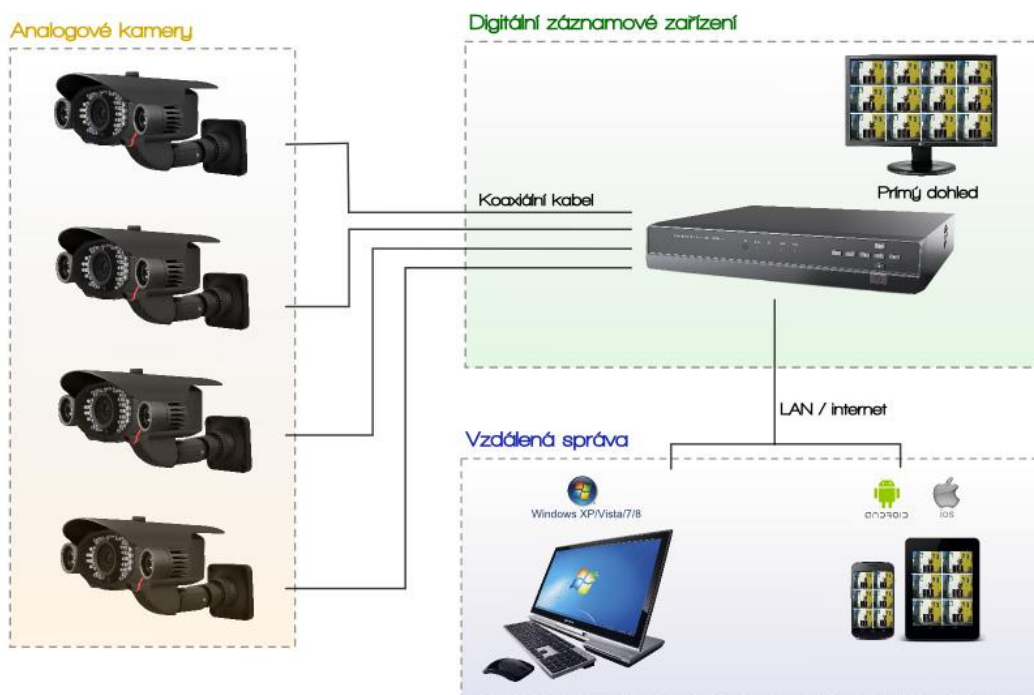 Analogové kamery
Digitální záznamové zařízení
Prímý dohled
Koaxiální kabel
LAN / internet
Vzdálená správa
Windows XP/Vista/7/8
ANDROID
iOS